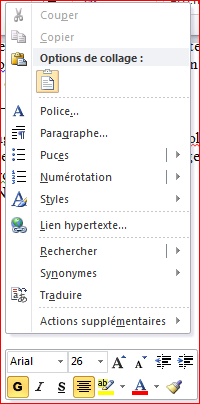 Couper
Copier
Options de collage :
Police...
Paragraphe...
Puces
Numérotation
Styles
Lien hypertexte...
Rechercher
Synonymes
Traduire
Actions supplémentaires
Arial 26 A A
G I S ab A